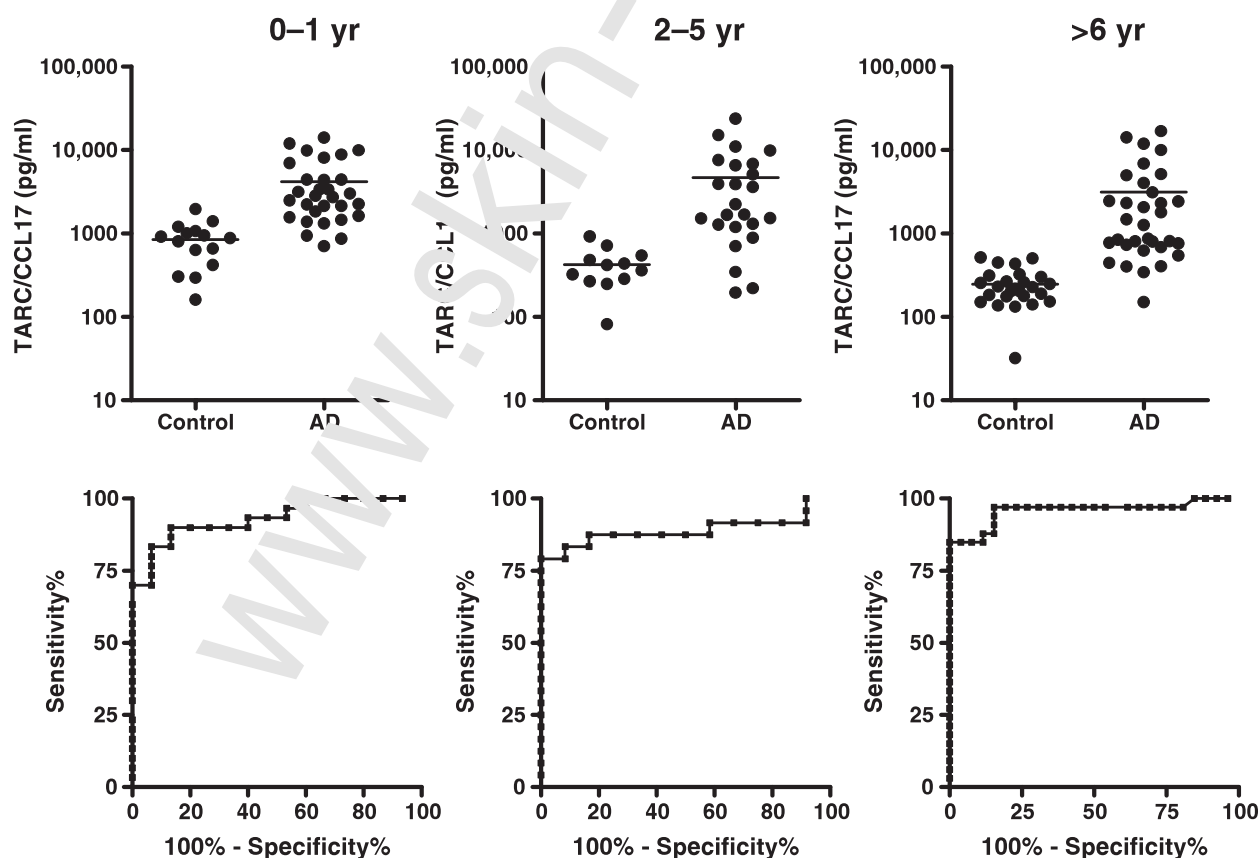 0–1 yr
2–5 yr
>6 yr
100,000
10,000
1000
100
10
TARC/CCL17 (pg/ml)
Control
AD
100,000
10
(pg/ml)
Control
AD
100,000
10,000
1000
100
10
TARC/CCL17 (pg/ml)
Control
AD
100
75
50
25
0
Sensitivity%
0 20 40 60 80 100
100% - Specificity%
100
75
50
25
0
Sensitivity%
0 20 40 60 80 100
100% - Specificity%
100
75
50
25
0
Sensitivity%
0 25 50 75 100
100% - Specificity%
www.skin-